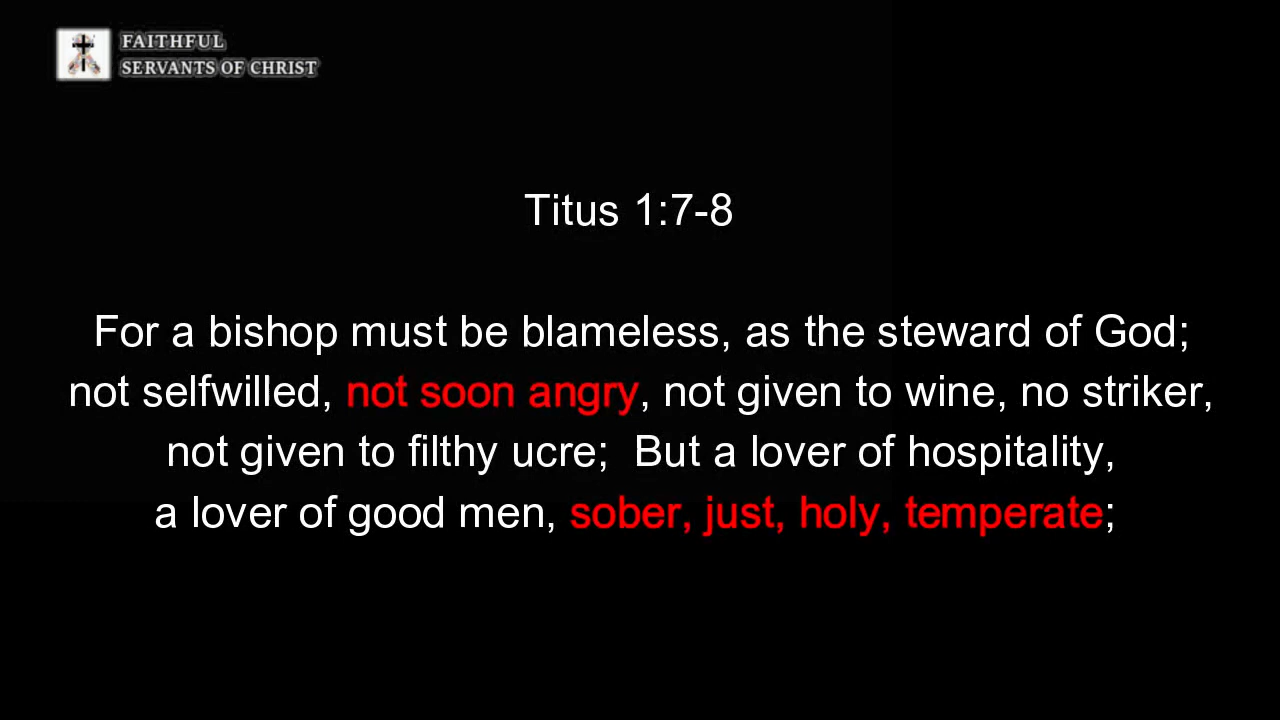 FAITHFUL
SERVANTS OF CHRIST
Titus 1:7-8
For a bishop must be blameless, as the steward of God;
not selfwilled, not soon angry, not given to wine, no striker,
not given to filthy ucre;  But a lover of hospitality,
a lover of good men, sober, just, holy, temperate;